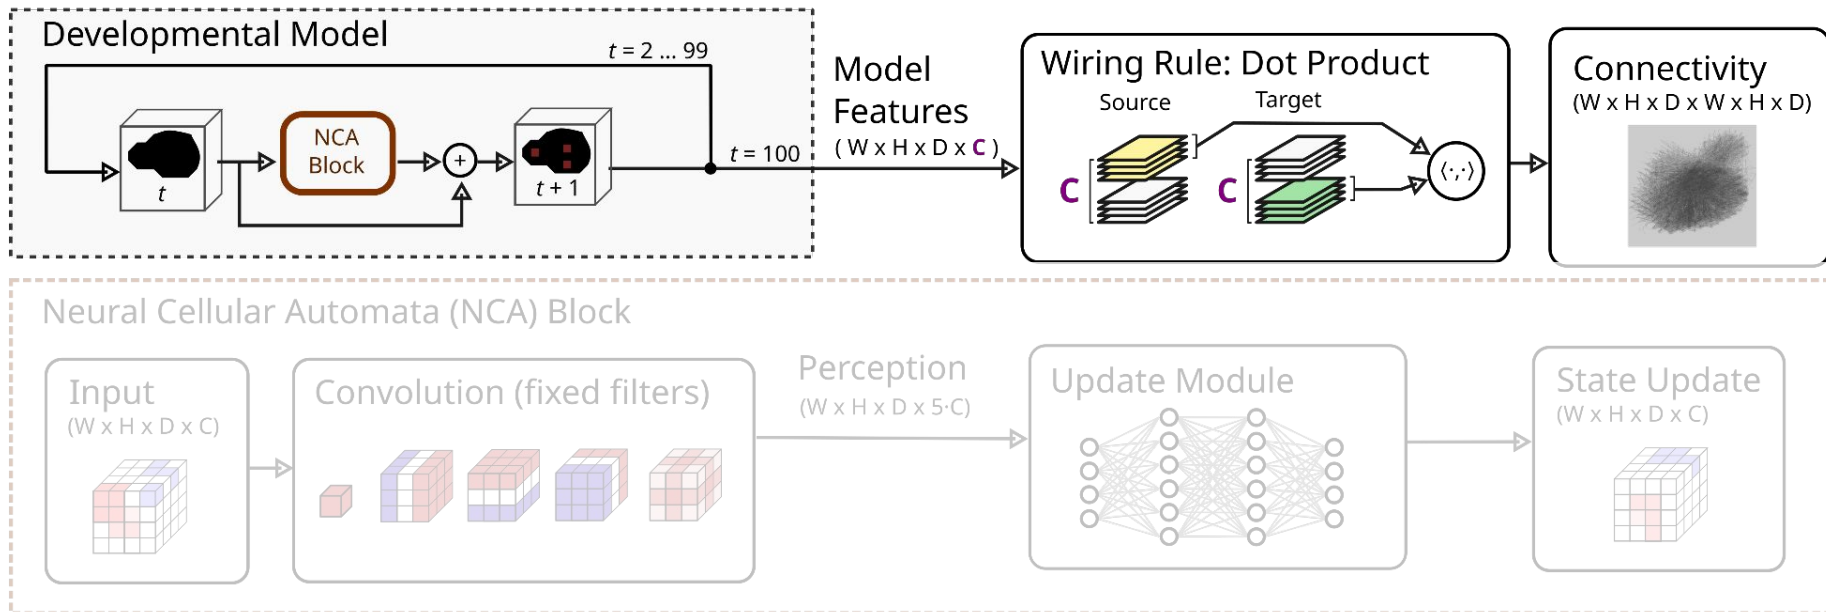 Developmental Model
t = 2 ... 99
NCA
Block
+
t
t + 1
t = 100
Model
Features
( W x H x D x C )
Wiring Rule: Dot Product
Source
Target
C
C
⟨·,·⟩
Connectivity
(W x H x D x W x H x D)
Neural Cellular Automata (NCA) Block
Input
(W x H x D x C)
Convolution (fixed filters)
Perception
(W x H x D x 5·C)
Update Module
State Update
(W x H x D x C)